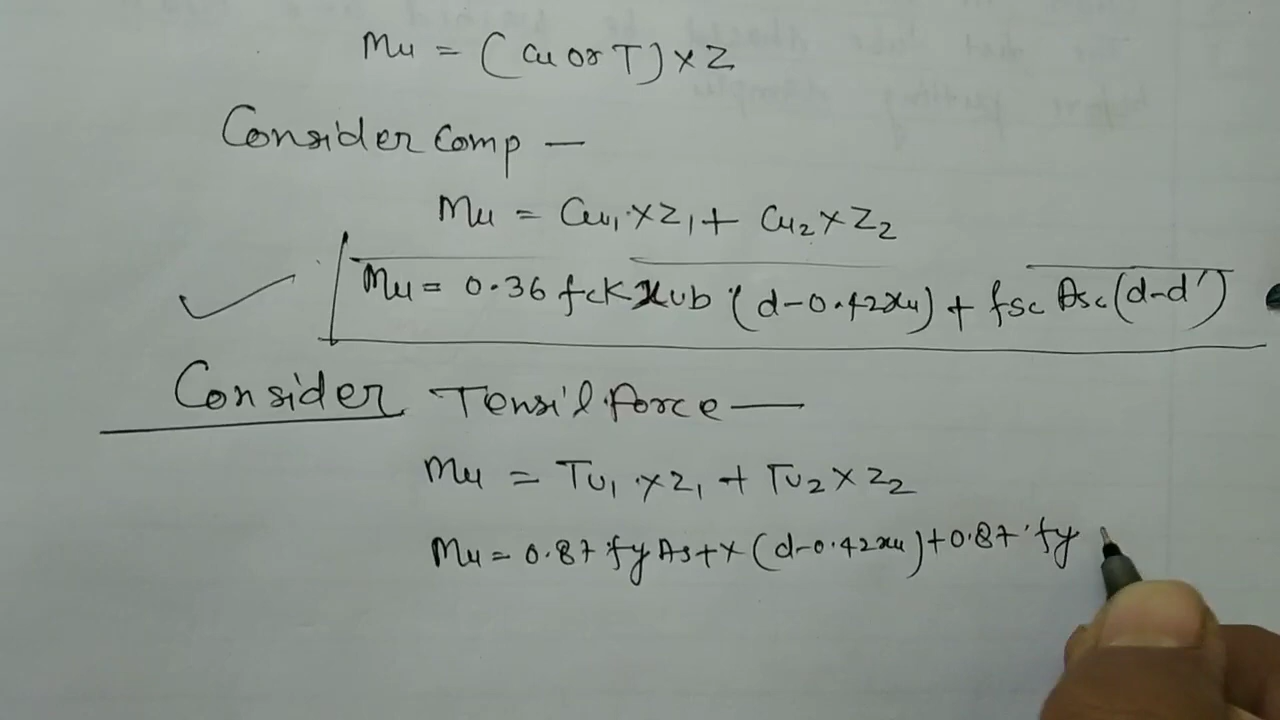 Mu = (Cu or T) x Z
Consider comp —
Mu = Cu1 x Z1 + Cu2 x Z2
Mu = 0.36 fck xub (d-0.42xu) + fsc Asc (d-d')
Consider Tensil force —
Mu = Tu1 x Z1 + Tu2 x Z2
Mu = 0.87 fy Ast x (d-0.42xu) + 0.87 fy